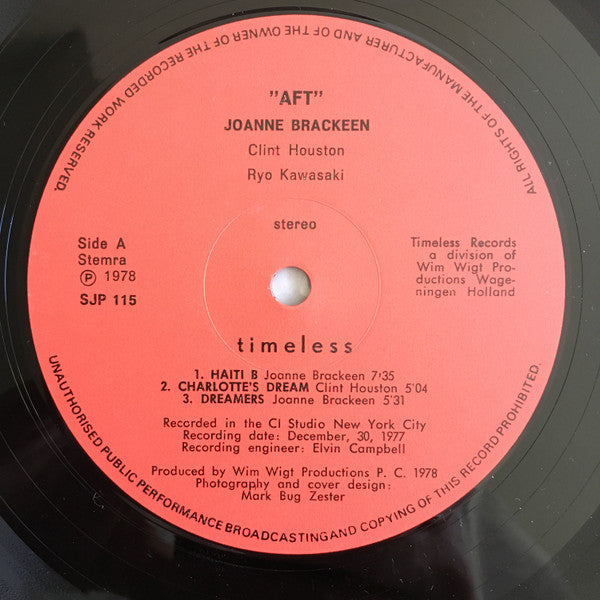 ALL RIGHTS OF THE MANUFACTURER AND OF THE OWNER OF THE RECORDED WORK RESERVED.
"AFT"
JOANNE BRACKEEN
Clint Houston
Ryo Kawasaki
stereo
Side A
Stemra
℗ 1978
SJP 115
Timeless Records
a division of
Wim Wigt Pro-
ductions Wage-
ningen Holland
timeless
1. HAITI B Joanne Brackeen 7'35
2. CHARLOTTE'S DREAM Clint Houston 5'04
3. DREAMERS Joanne Brackeen 5'31
Recorded in the CI Studio New York City
Recording date: December, 30, 1977
Recording engineer: Elvin Campbell
Produced by Wim Wigt Productions P. C. 1978
Photography and cover design:
Mark Bug Zester
UNAUTHORISED PUBLIC PERFORMANCE BROADCASTING AND COPYING OF THIS RECORD PROHIBITED.